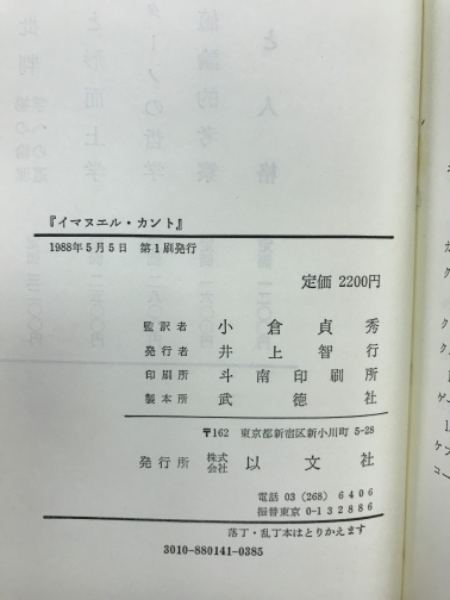 『イマヌエル・カント』
1988年5月5日 第1刷発行
定価 2200円
監訳者 小倉貞秀
発行者 井上智行
印刷所 斗南印刷所
製本所 武徳社
〒162 東京都新宿区新小川町 5-28
発行所 株式会社 以文社
電話 03 (268) 6406
振替東京 0-132886
落丁・乱丁本はとりかえます
3010-880141-0385